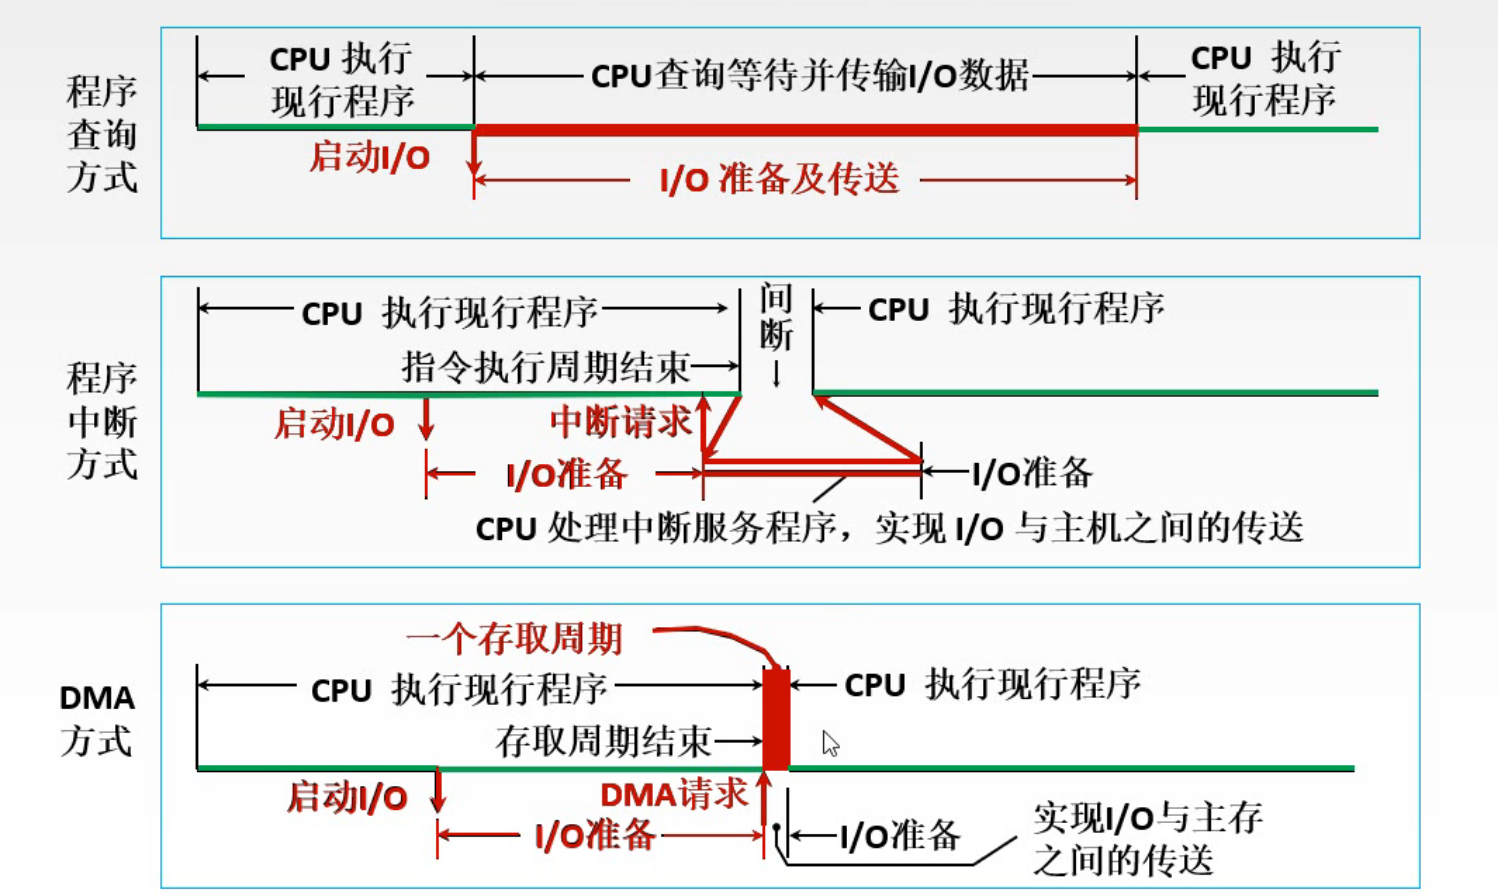 程序
查询
方式
CPU 执行
现行程序
CPU查询等待并传输I/O数据
CPU 执行
现行程序
启动I/O
I/O 准备及传送
程序
中断
方式
CPU 执行现行程序
间
断
CPU 执行现行程序
指令执行周期结束
启动I/O
中断请求
I/O准备
I/O准备
CPU 处理中断服务程序，实现 I/O 与主机之间的传送
DMA
方式
一个存取周期
CPU 执行现行程序
CPU 执行现行程序
存取周期结束
启动I/O
DMA请求
I/O准备
I/O准备
实现I/O与主存
之间的传送